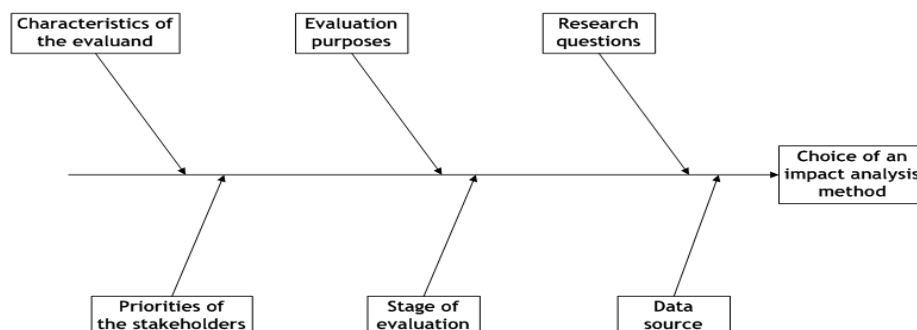 Characteristics of
the evaluand
Evaluation
purposes
Research
questions
Choice of an
impact analysis
method
Priorities of
the stakeholders
Stage of
evaluation
Data
source